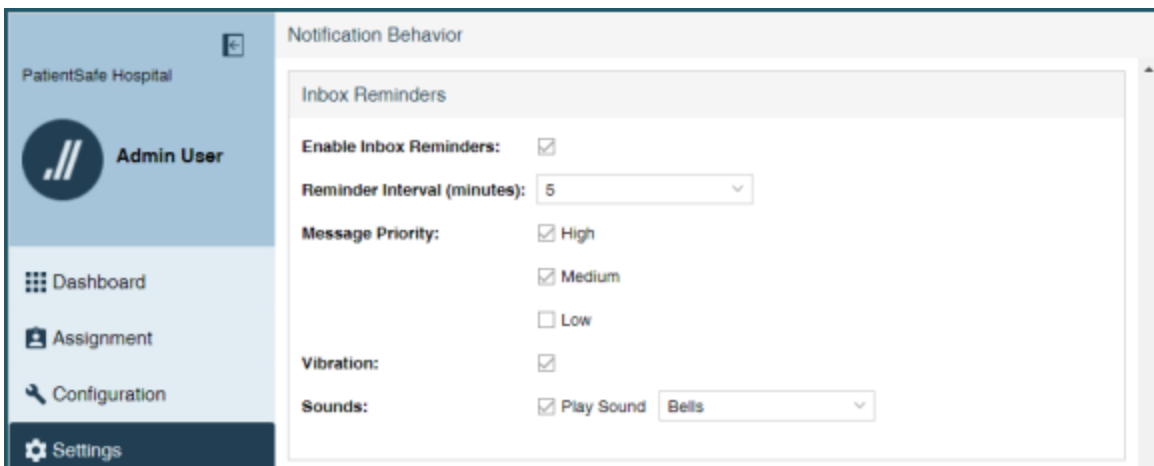 PatientSafe Hospital
Admin User
Dashboard
Assignment
Configuration
Settings
Notification Behavior
Inbox Reminders
Enable Inbox Reminders:
Reminder Interval (minutes): 5
Message Priority: High
Medium
Low
Vibration:
Sounds: Play Sound Bells